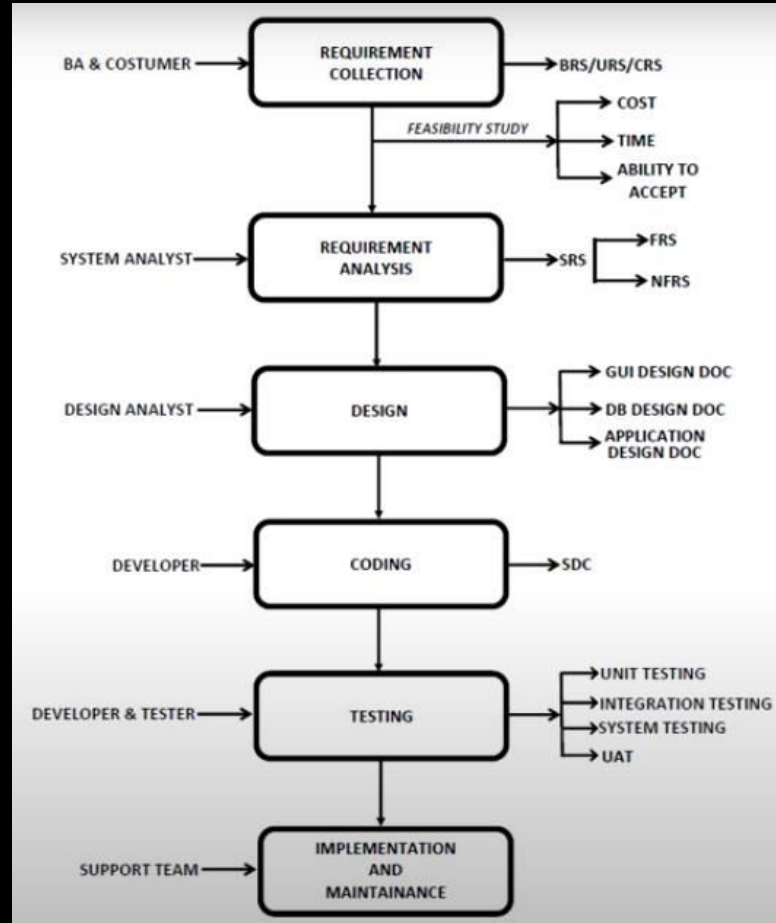 REQUIREMENT
COLLECTION
BA & COSTUMER
BRS/URS/CRS
FEASIBILITY STUDY
COST
TIME
ABILITY TO
ACCEPT
REQUIREMENT
ANALYSIS
SYSTEM ANALYST
SRS
FRS
NFRS
DESIGN
DESIGN ANALYST
GUI DESIGN DOC
DB DESIGN DOC
APPLICATION
DESIGN DOC
DEVELOPER
CODING
SDC
DEVELOPER & TESTER
TESTING
UNIT TESTING
INTEGRATION TESTING
SYSTEM TESTING
UAT
SUPPORT TEAM
IMPLEMENTATION
AND
MAINTAINANCE